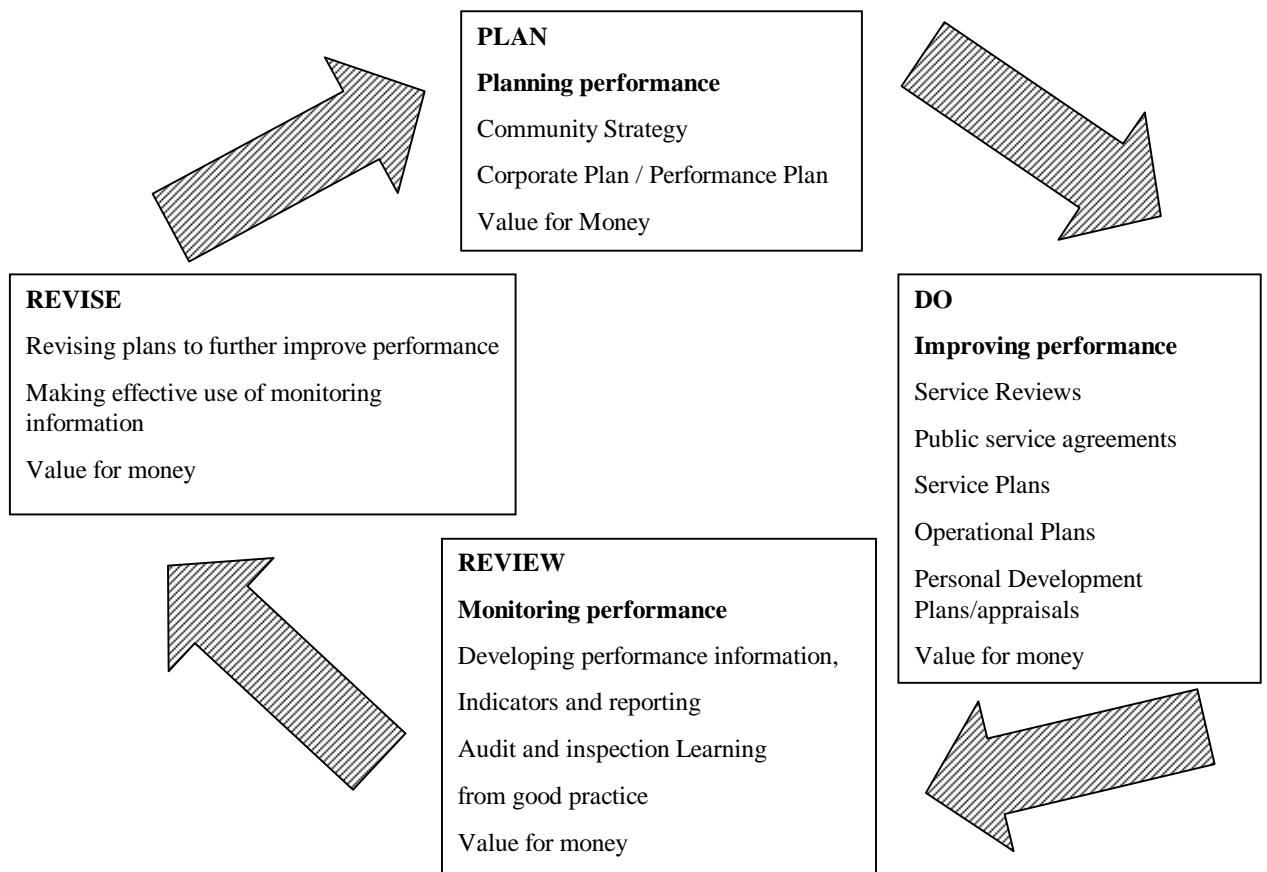 PLAN
Planning performance
Community Strategy
Corporate Plan / Performance Plan
Value for Money
DO
Improving performance
Service Reviews
Public service agreements
Service Plans
Operational Plans
Personal Development
Plans/appraisals
Value for money
REVIEW
Monitoring performance
Developing performance information,
Indicators and reporting
Audit and inspection Learning
from good practice
Value for money
REVISE
Revising plans to further improve performance
Making effective use of monitoring
information
Value for money